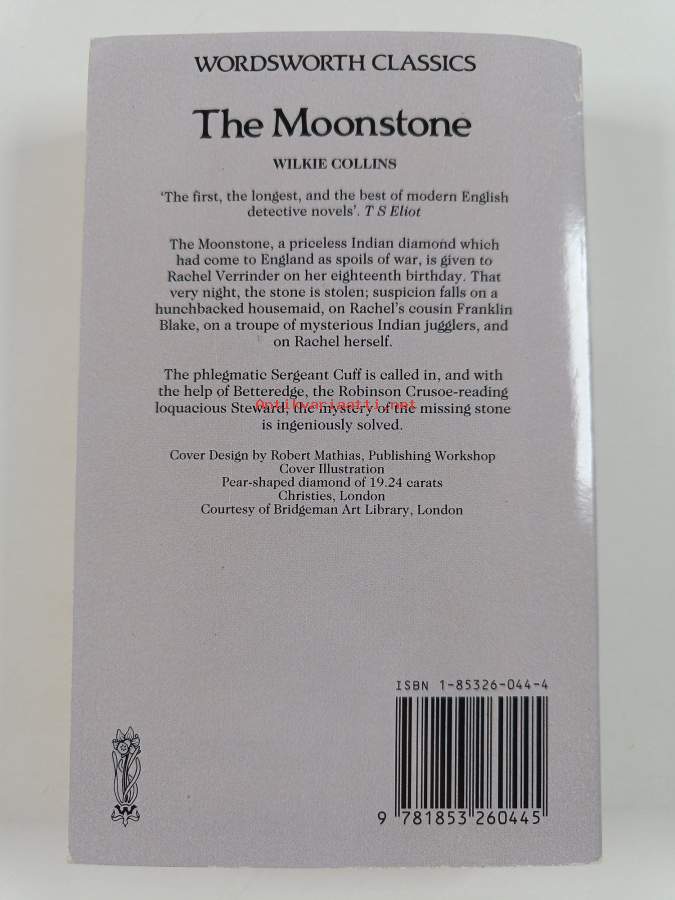 WORDSWORTH CLASSICS
The Moonstone
WILKIE COLLINS
‘The first, the longest, and the best of modern English
detective novels’. T S Eliot
The Moonstone, a priceless Indian diamond which
had come to England as spoils of war, is given to
Rachel Verrinder on her eighteenth birthday. That
very night, the stone is stolen; suspicion falls on a
hunchbacked housemaid, on Rachel’s cousin Franklin
Blake, on a troupe of mysterious Indian jugglers, and
on Rachel herself.
The phlegmatic Sergeant Cuff is called in, and with
the help of Betteredge, the Robinson Crusoe-reading
loquacious Steward, the mystery of the missing stone
Antikvariaatti.net
is ingeniously solved.
Cover Design by Robert Mathias, Publishing Workshop
Cover Illustration
Pear-shaped diamond of 19.24 carats
Christies, London
Courtesy of Bridgeman Art Library, London
ISBN 1-85326-044-4
9 781853 260445
W